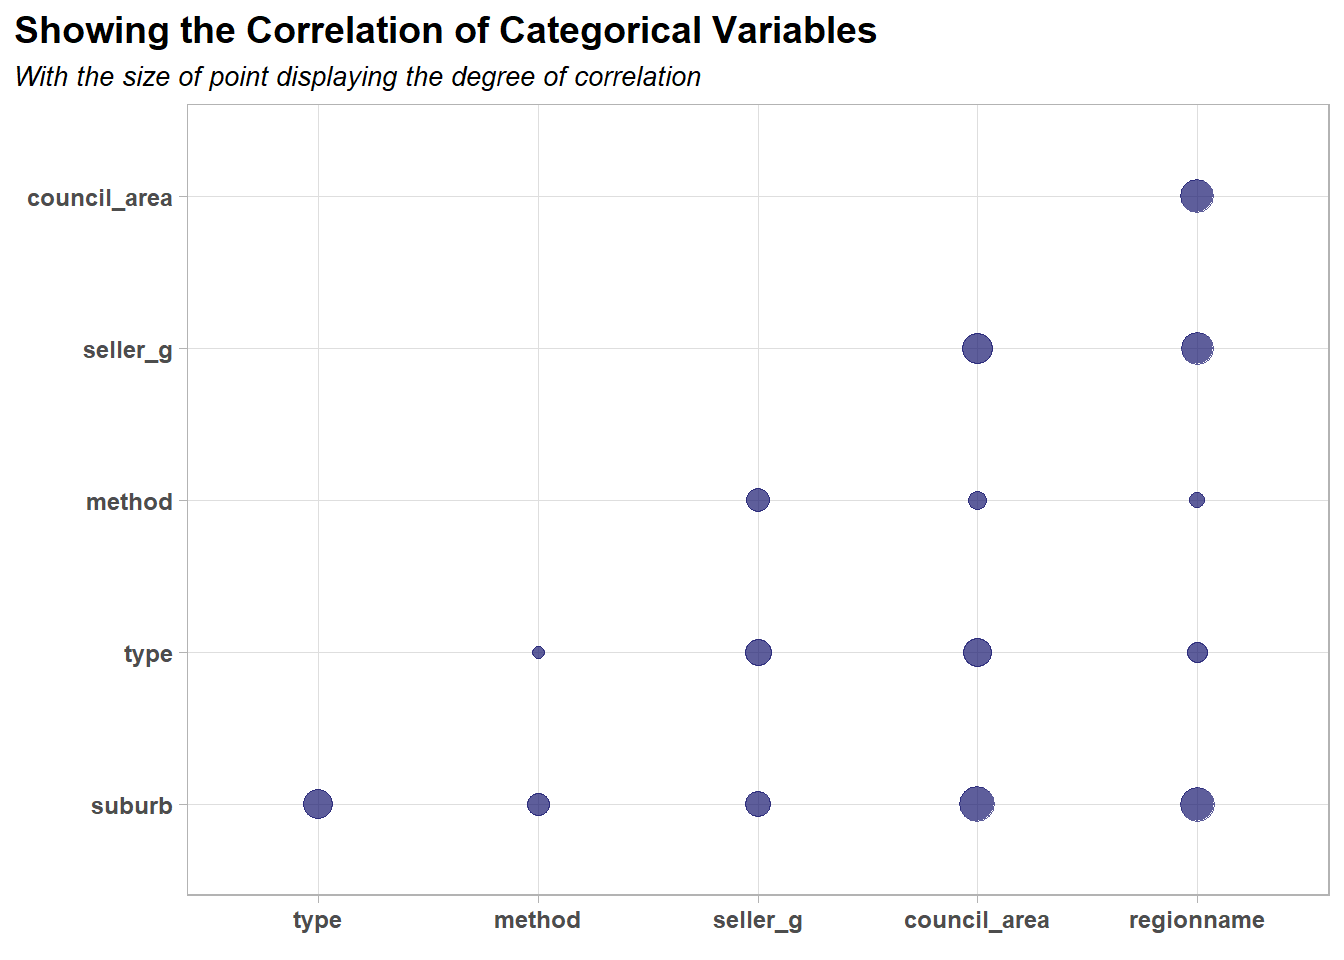 Showing the Correlation of Categorical Variables
With the size of point displaying the degree of correlation
council_area
seller_g
method
type
suburb
type method seller_g council_area regionname